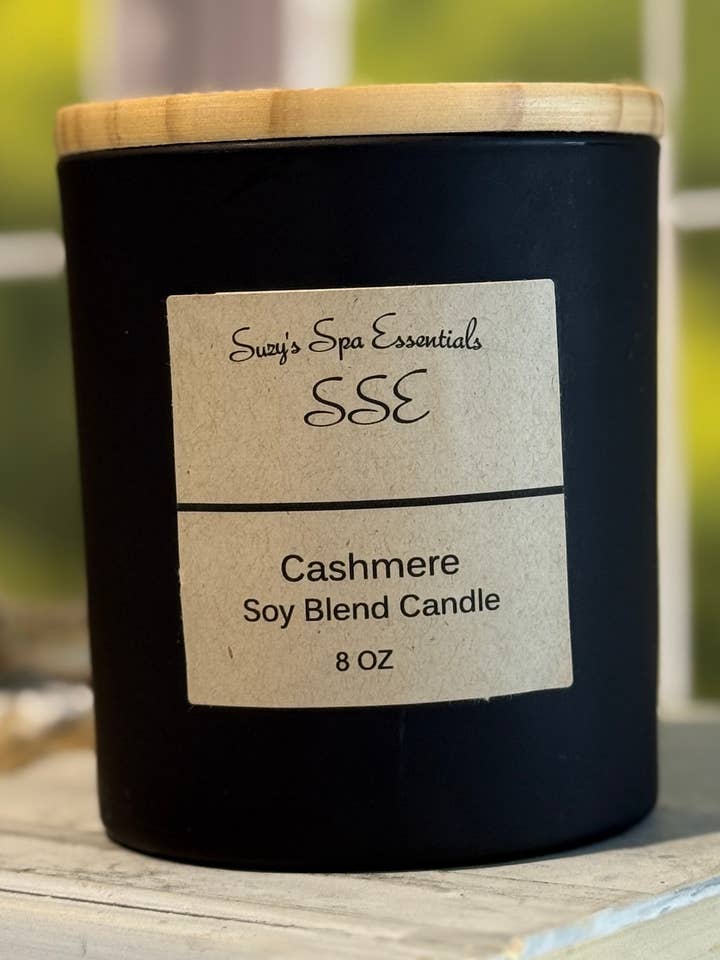 Suzy's Spa Essentials
SSE
Cashmere
Soy Blend Candle
8 OZ